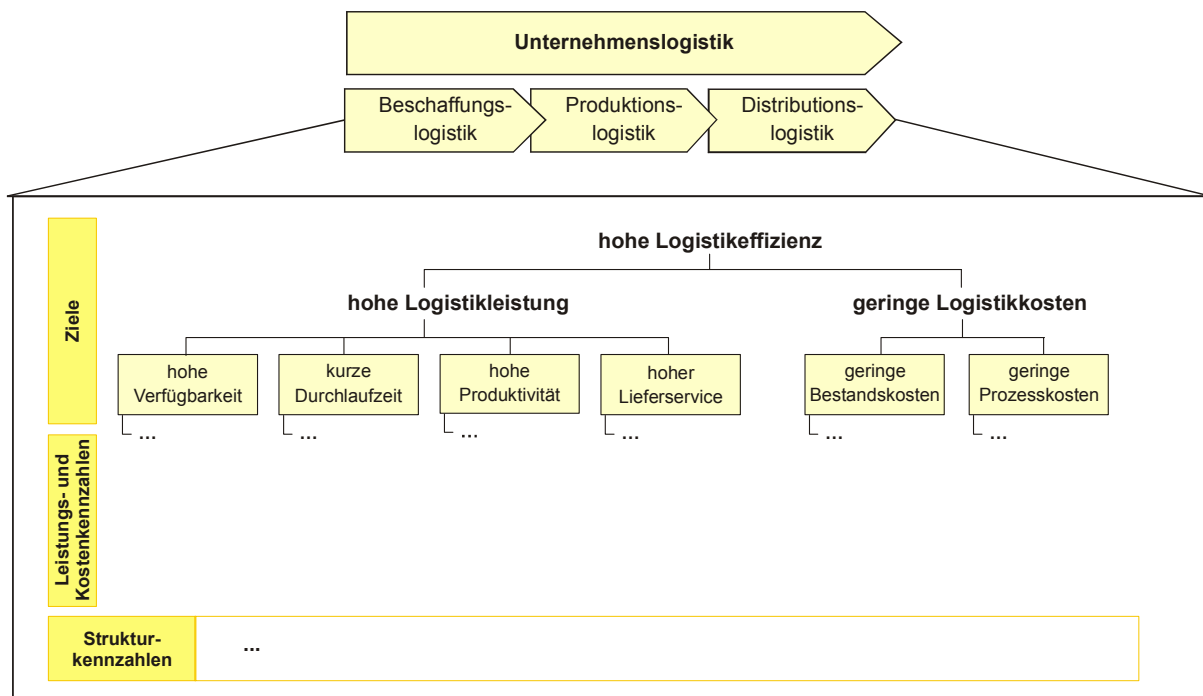 Unternehmenslogistik
Beschaffungs-
logistik
Produktions-
logistik
Distributions-
logistik
Ziele
hohe Logistikeffizienz
hohe Logistikleistung
geringe Logistikkosten
hohe
Verfügbarkeit
kurze
Durchlaufzeit
hohe
Produktivität
hoher
Lieferservice
geringe
Bestandskosten
geringe
Prozesskosten
...
...
...
...
...
...
Leistungs- und
Kostenkennzahlen
Struktur-
kennzahlen
...